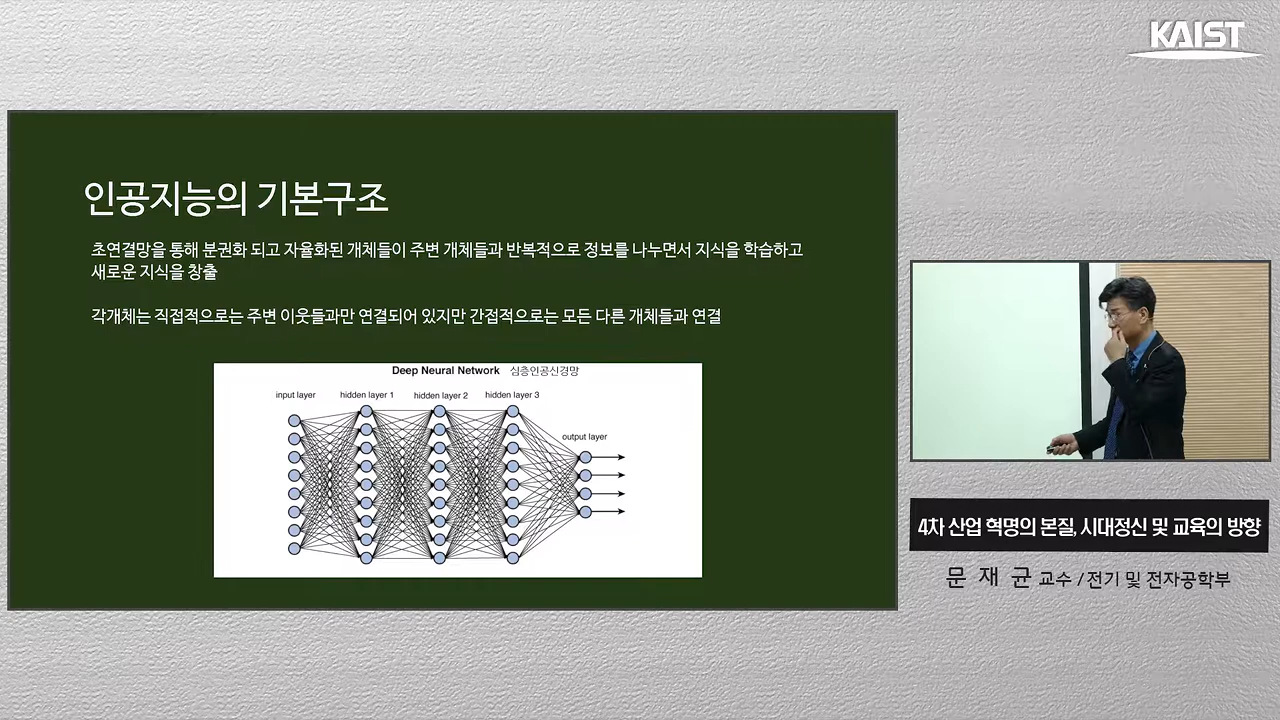 KAIST
인공지능의 기본구조
초연결망을 통해 분권화 되고 자율화된 개체들이 주변 개체들과 반복적으로 정보를 나누면서 지식을 학습하고
새로운 지식을 창출
각개체는 직접적으로는 주변 이웃들과만 연결되어 있지만 간접적으로는 모든 다른 개체들과 연결
Deep Neural Network 심층인공신경망
input layer hidden layer 1 hidden layer 2 hidden layer 3
output layer
4차 산업 혁명의 본질, 시대정신 및 교육의 방향
문 재 균 교수 / 전기 및 전자공학부